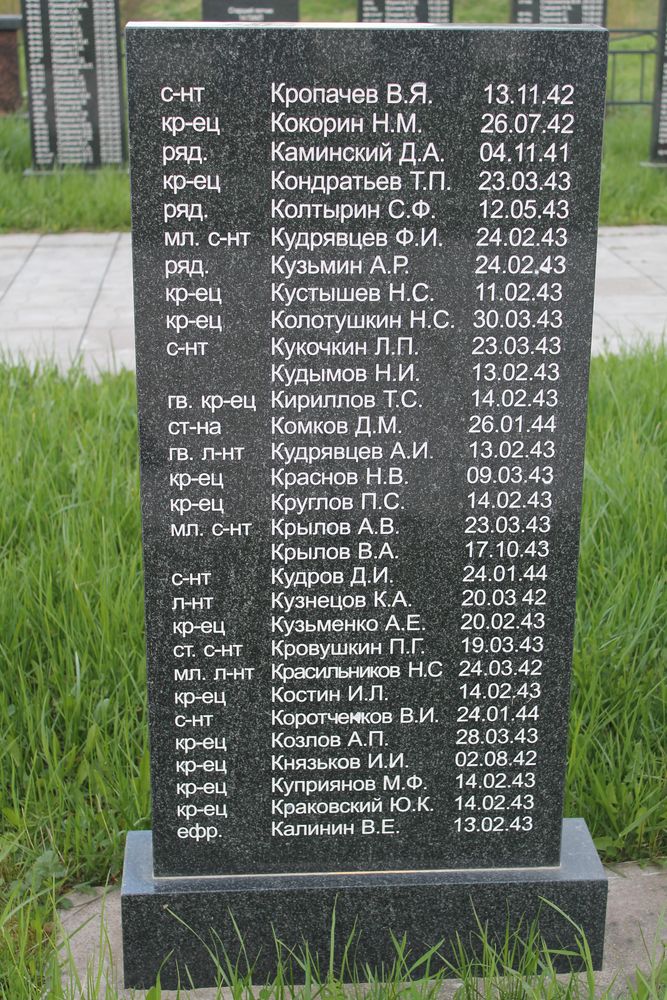 с-нт Кропачев В.Я. 13.11.42
кр-ец Кокорин Н.М. 26.07.42
ряд. Каминский Д.А. 04.11.41
кр-ец Кондратьев Т.П. 23.03.43
ряд. Колтырин С.Ф. 12.05.43
мл. с-нт Кудрявцев Ф.И. 24.02.43
ряд. Кузьмин А.Р. 24.02.43
кр-ец Кустышев Н.С. 11.02.43
кр-ец Колотушкин Н.С. 30.03.43
с-нт Кукочкин Л.П. 23.03.43
Кудымов Н.И. 13.02.43
гв. кр-ец Кириллов Т.С. 14.02.43
ст-на Комков Д.М. 26.01.44
гв. л-нт Кудрявцев А.И. 13.02.43
кр-ец Краснов Н.В. 09.03.43
кр-ец Круглов П.С. 14.02.43
мл. с-нт Крылов А.В. 23.03.43
Крылов В.А. 17.10.43
с-нт Кудров Д.И. 24.01.44
л-нт Кузнецов К.А. 20.03 42
кр-ец Кузьменко А.Е. 20.02.43
ст. с-нт Кровушкин П.Г. 19.03.43
мл. л-нт Красильников Н.С 24.03.42
кр-ец Костин И.Л. 14.02.43
с-нт Коротченков В.И. 24.01.44
кр-ец Козлов А.П. 28.03.43
кр-ец Князьков И.И. 02.08.42
кр-ец Куприянов М.Ф. 14.02.43
кр-ец Краковский Ю.К. 14.02.43
ефр. Калинин В.Е. 13.02.43